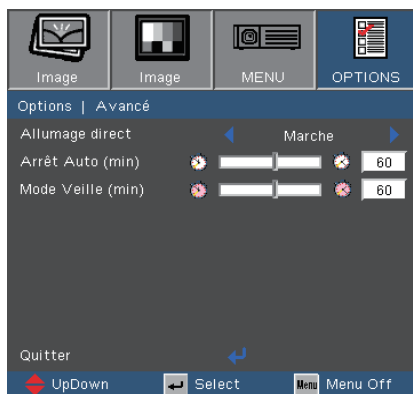 Image Image MENU OPTIONS
Options | Avancé
Allumage direct Marche
Arrêt Auto (min) 60
Mode Veille (min) 60
Quitter
UpDown Select Menu Menu Off